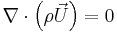 ∇ · (ρU⃗) = 0